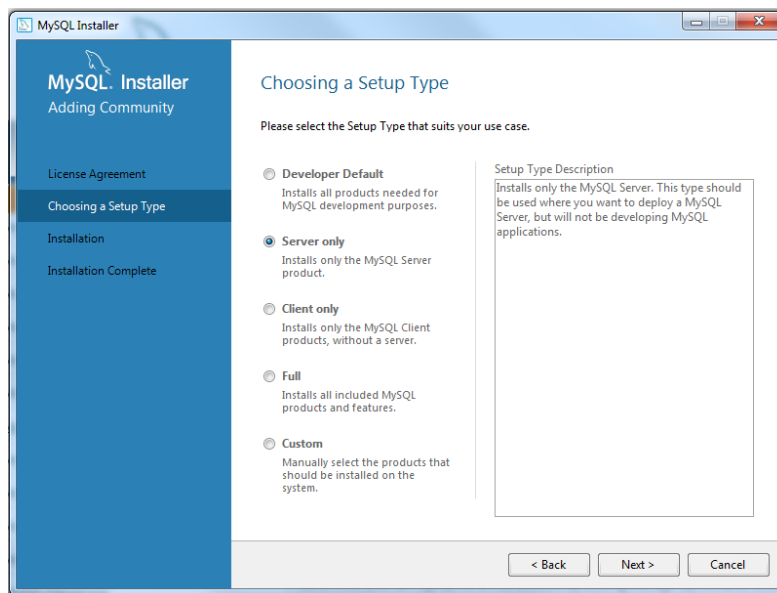 MySQL Installer
MySQL. Installer
Adding Community
License Agreement
Choosing a Setup Type
Installation
Installation Complete
Choosing a Setup Type
Please select the Setup Type that suits your use case.
Developer Default
Installs all products needed for
MySQL development purposes.
Server only
Installs only the MySQL Server
product.
Client only
Installs only the MySQL Client
products, without a server.
Full
Installs all included MySQL
products and features.
Custom
Manually select the products that
should be installed on the
system.
Setup Type Description
Installs only the MySQL Server. This type should
be used where you want to deploy a MySQL
Server, but will not be developing MySQL
applications.
< Back
Next >
Cancel